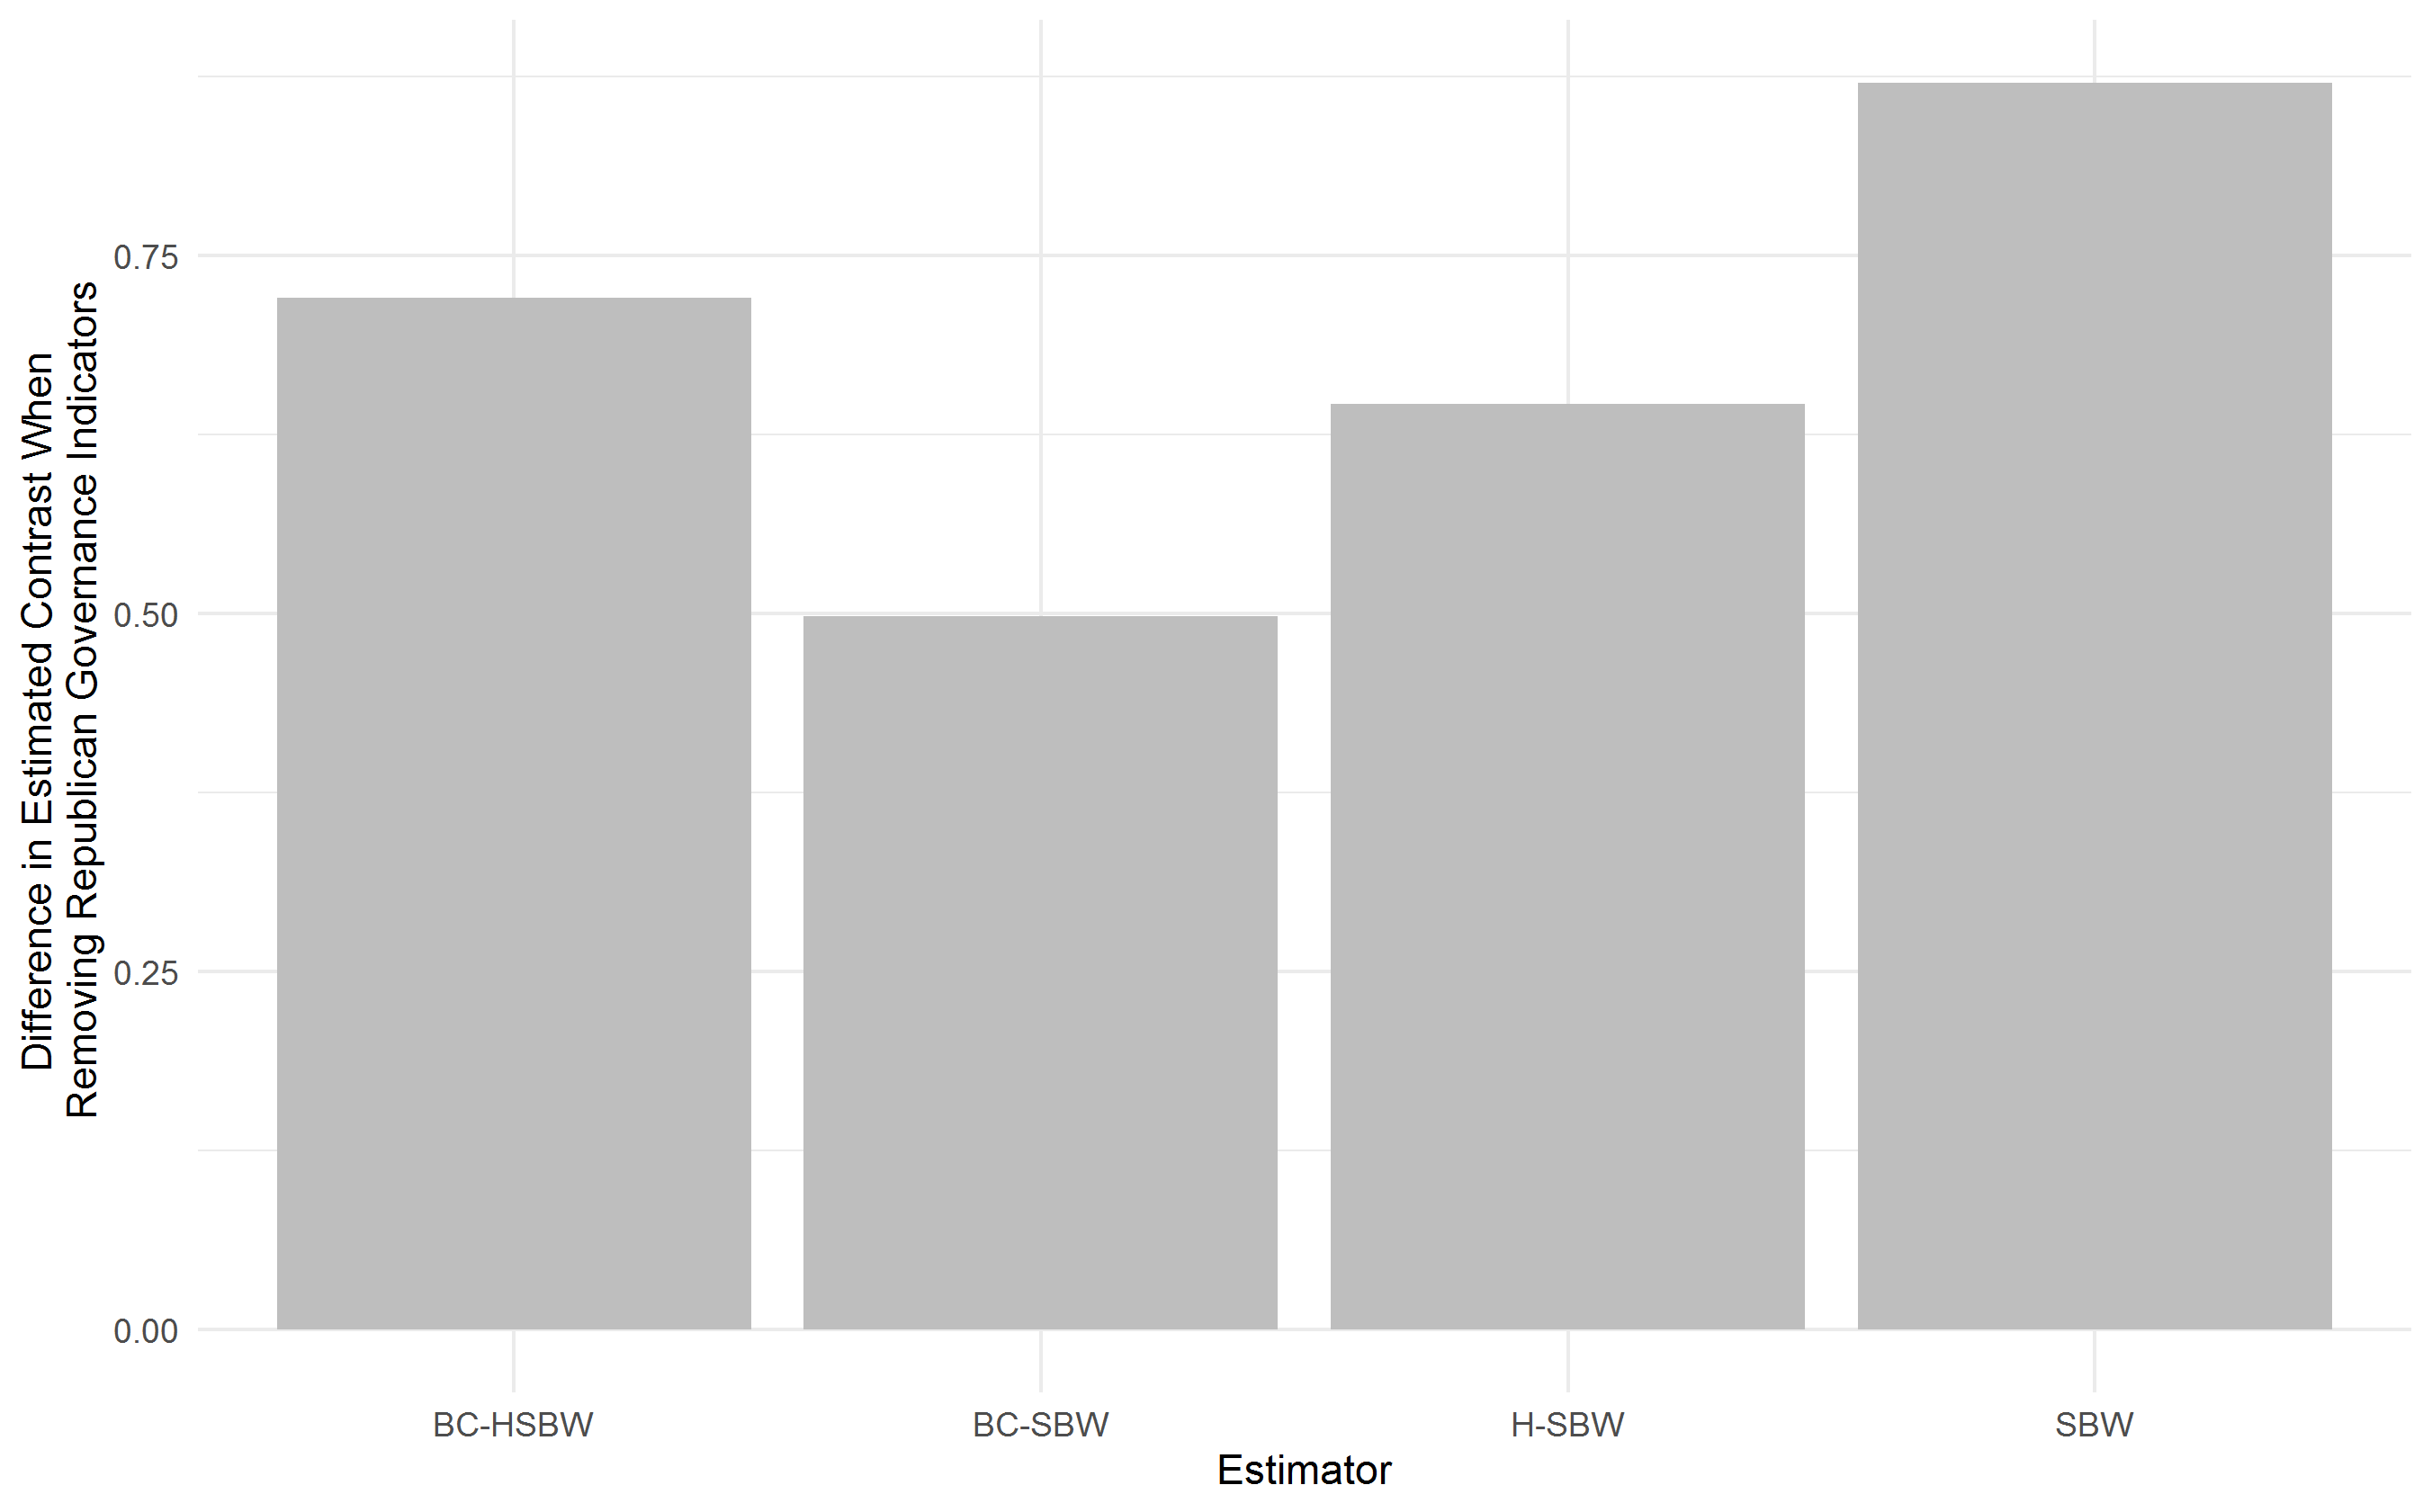 Difference in Estimated Contrast When
Removing Republican Governance Indicators
0.75
0.50
0.25
0.00
BC-HSBW
BC-SBW
H-SBW
SBW
Estimator